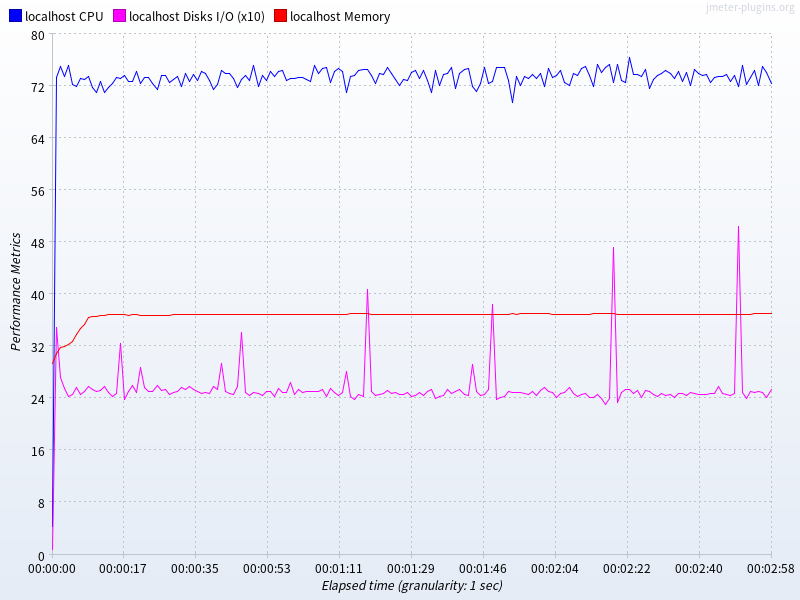 jmeter-plugins.org
localhost CPU localhost Disks I/O (x10) localhost Memory
80
72
64
56
48
40
32
24
16
8
0
Performance Metrics
00:00:00 00:00:17 00:00:35 00:00:53 00:01:11 00:01:29 00:01:46 00:02:04 00:02:22 00:02:40 00:02:58
Elapsed time (granularity: 1 sec)